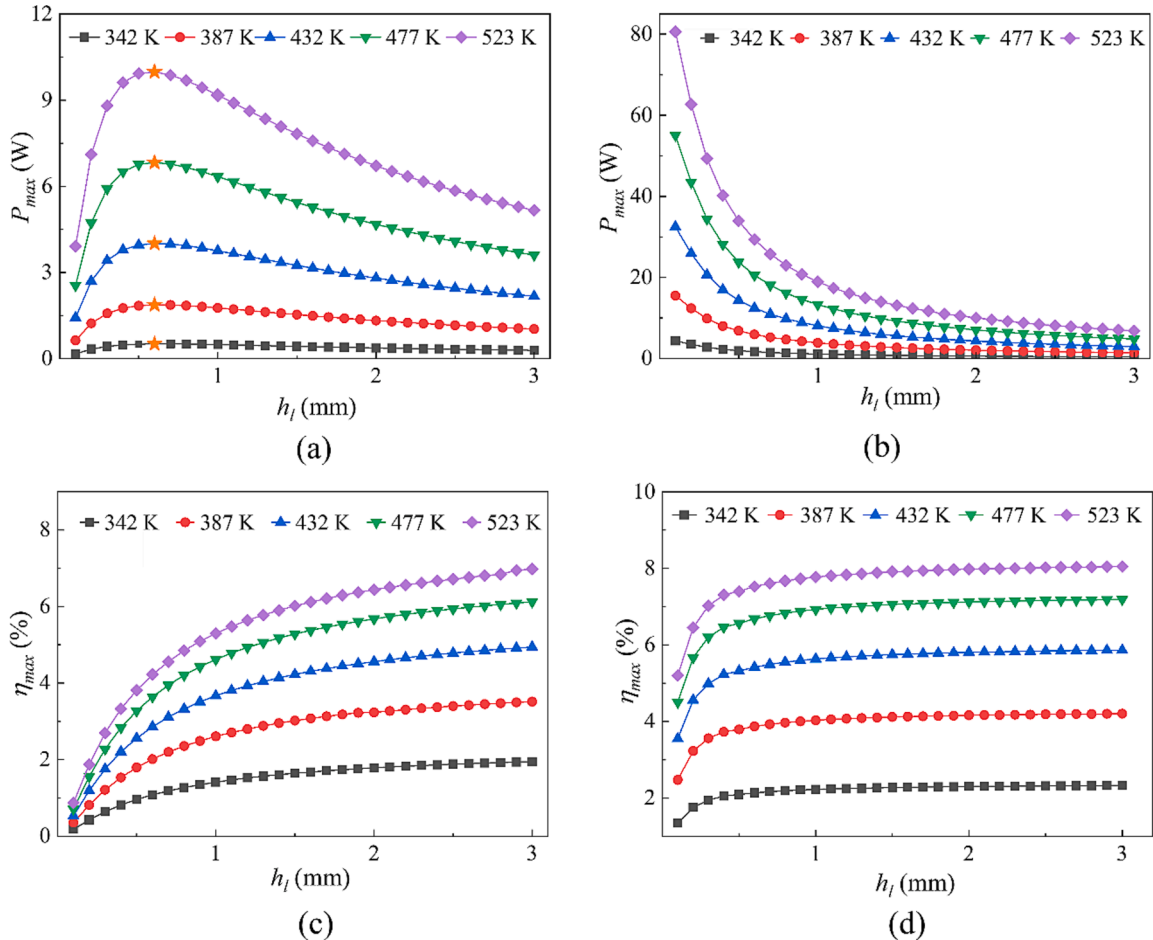 12
9
6
3
0
342 K 387 K 432 K 477 K 523 K
P_max (W)
1 2 3
h_l (mm)
(a)
80
60
40
20
0
342 K 387 K 432 K 477 K 523 K
P_max (W)
1 2 3
h_l (mm)
(b)
8
6
4
2
0
342 K 387 K 432 K 477 K 523 K
η_max (%)
1 2 3
h_l (mm)
(c)
10
8
6
4
2
342 K 387 K 432 K 477 K 523 K
η_max (%)
1 2 3
h_l (mm)
(d)